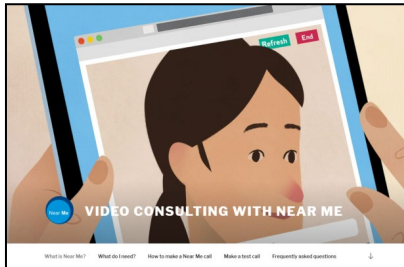 Refresh End
Near Me
VIDEO CONSULTING WITH NEAR ME
What is Near Me? What do I need? How to make a Near Me call Make a test call Frequently asked questions